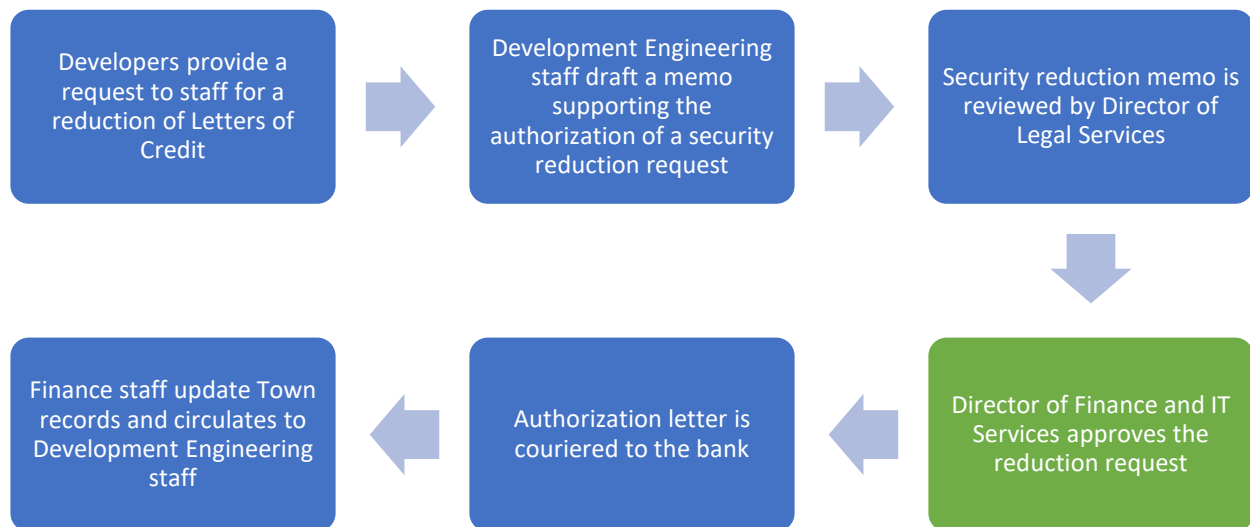 Developers provide a
request to staff for a
reduction of Letters of
Credit
Development Engineering
staff draft a memo
supporting the
authorization of a security
reduction request
Security reduction memo is
reviewed by Director of
Legal Services
Director of Finance and IT
Services approves the
reduction request
Authorization letter is
couriered to the bank
Finance staff update Town
records and circulates to
Development Engineering
staff